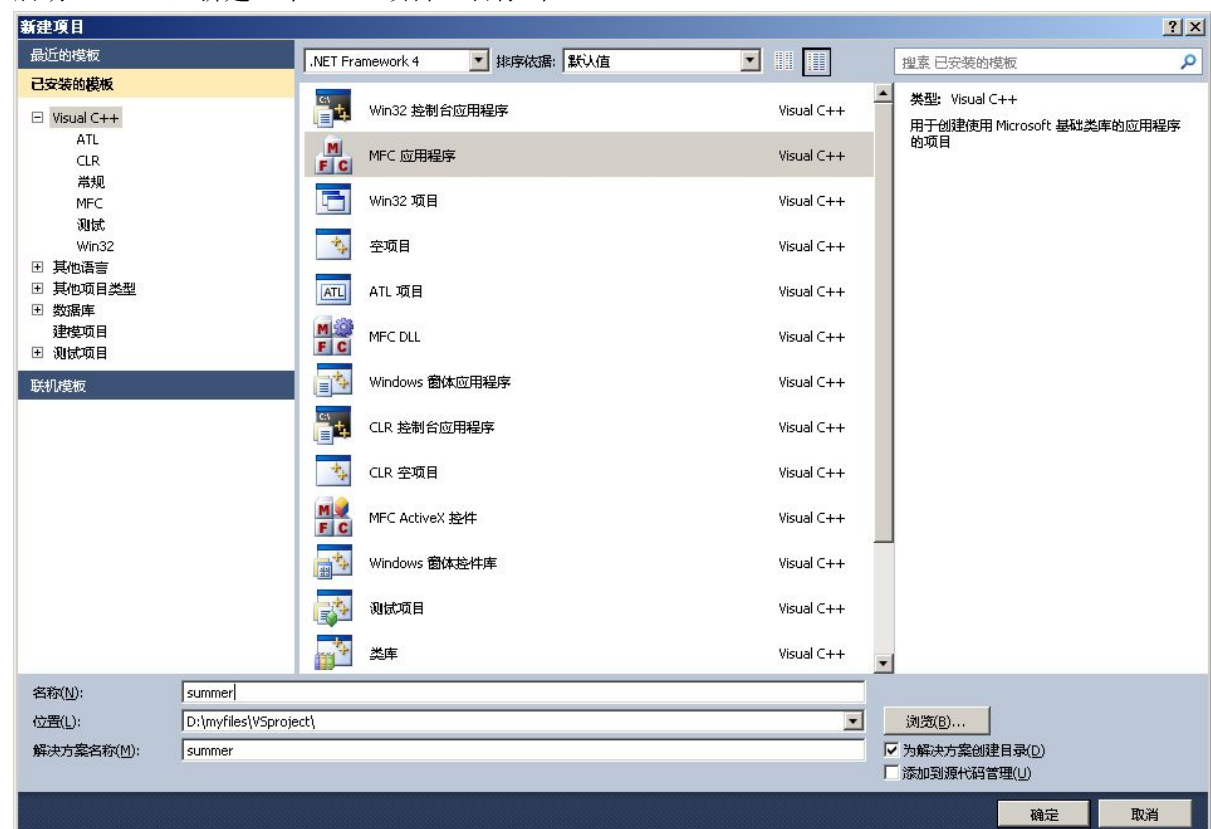 新建项目
最近的模板
已安装的模板
Visual C++
ATL
CLR
常规
MFC
测试
Win32
其他语言
其他项目类型
数据库
建模项目
测试项目
联机模板
.NET Framework 4
排序依据:
默认值
Win32 控制台应用程序 Visual C++
MFC 应用程序 Visual C++
Win32 项目 Visual C++
空项目 Visual C++
ATL 项目 Visual C++
MFC DLL Visual C++
Windows 窗体应用程序 Visual C++
CLR 控制台应用程序 Visual C++
CLR 空项目 Visual C++
MFC ActiveX 控件 Visual C++
Windows 窗体控件库 Visual C++
测试项目 Visual C++
类库 Visual C++
搜索 已安装的模板
类型: Visual C++
用于创建使用 Microsoft 基础类库的应用程序
的项目
名称(N): summer
位置(L): D:\myfiles\VSproject\
浏览(B)...
解决方案名称(M): summer
为解决方案创建目录(D)
添加到源代码管理(U)
确定 取消